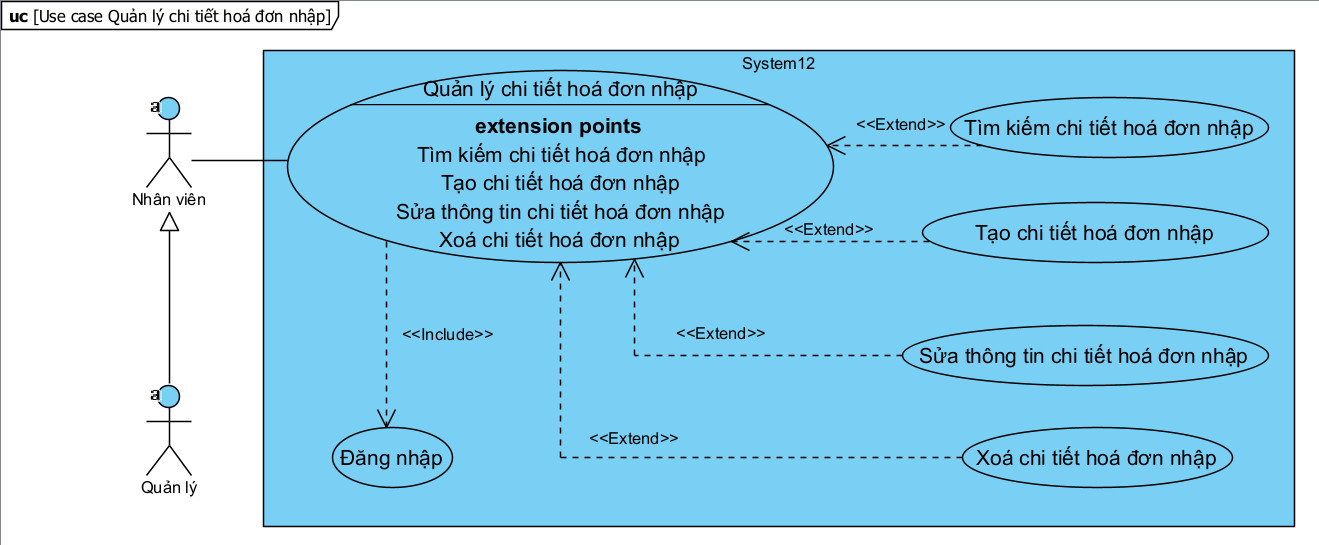 uc [Use case Quản lý chi tiết hoá đơn nhập]
System12
Quản lý chi tiết hoá đơn nhập
extension points
Tìm kiếm chi tiết hoá đơn nhập
Tạo chi tiết hoá đơn nhập
Sửa thông tin chi tiết hoá đơn nhập
Xoá chi tiết hoá đơn nhập
a
Nhân viên
<<Extend>>
Tìm kiếm chi tiết hoá đơn nhập
<<Extend>>
Tạo chi tiết hoá đơn nhập
<<Include>>
<<Extend>>
Sửa thông tin chi tiết hoá đơn nhập
a
Quản lý
Đăng nhập
<<Extend>>
Xoá chi tiết hoá đơn nhập